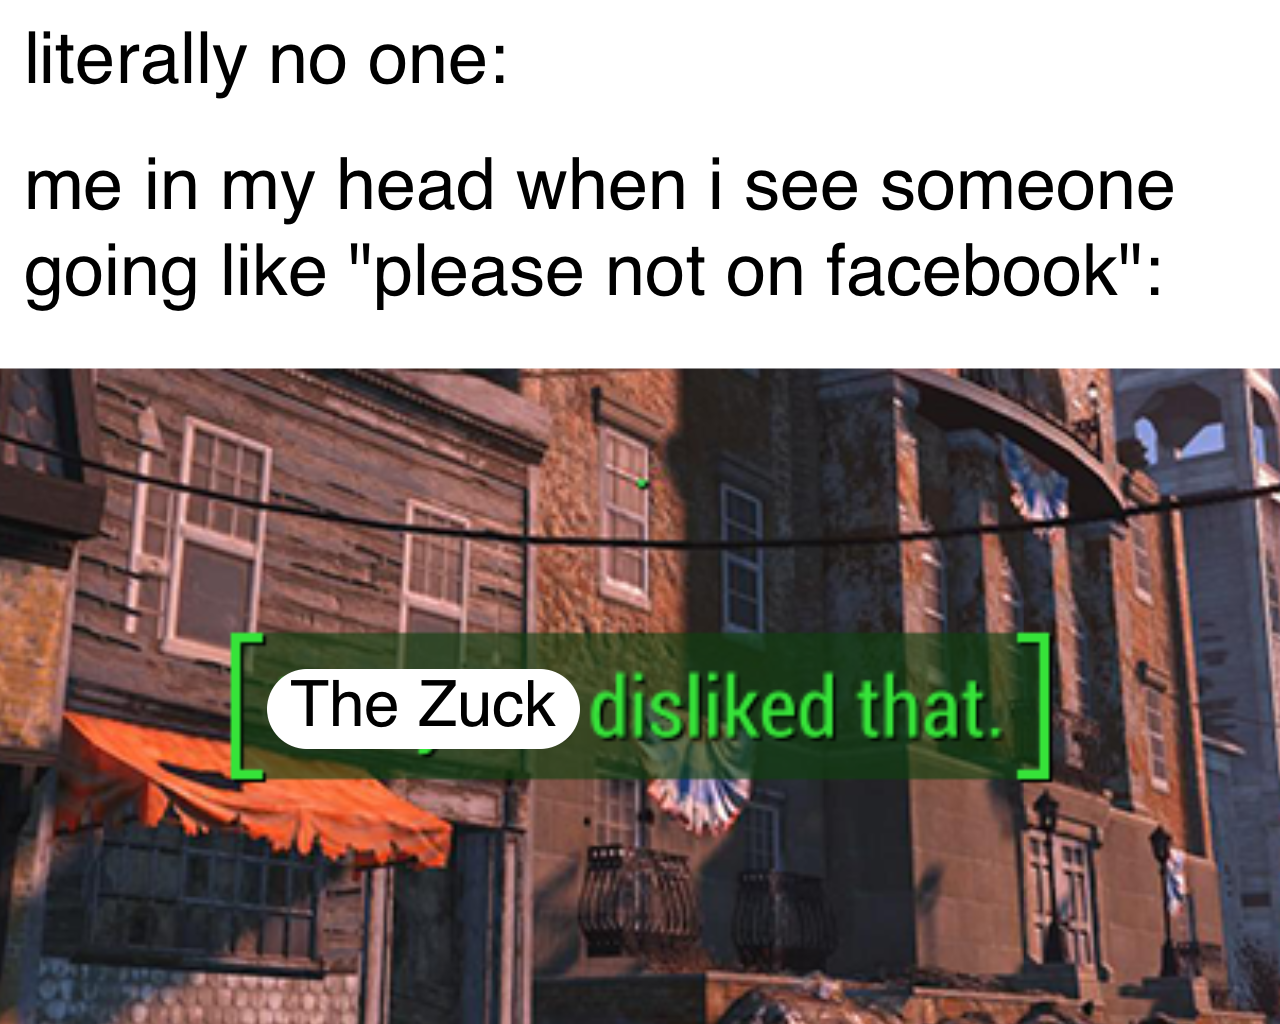 literally no one:
me in my head when i see someone
going like "please not on facebook":
The Zuck disliked that.